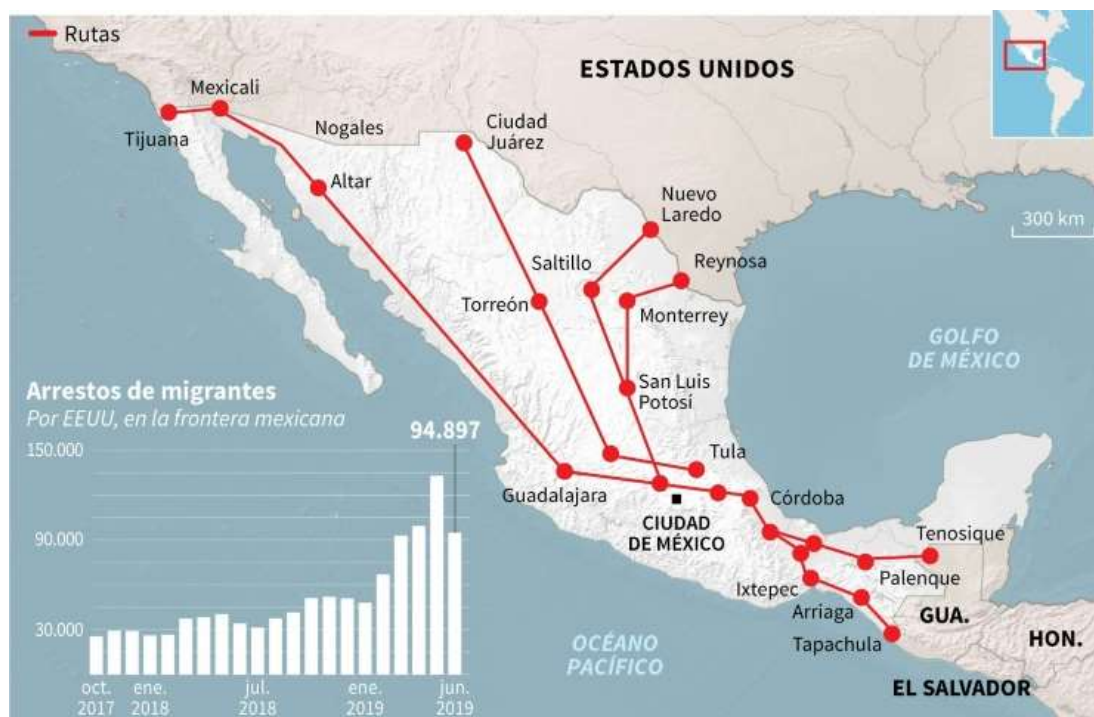 Rutas
ESTADOS UNIDOS
Mexicali
Tijuana
Nogales
Ciudad
Juárez
Altar
Nuevo
Laredo
300 km
Saltillo
Reynosa
Torreón
Monterrey
GOLFO
DE MÉXICO
San Luis
Potosí
Arrestos de migrantes
Por EEUU, en la frontera mexicana
94.897
150.000
90.000
30.000
oct.
2017
ene.
2018
jul.
2018
ene.
2019
jun.
2019
Tula
Guadalajara
Córdoba
CIUDAD
DE MÉXICO
Tenosique
Palenque
Ixtepec
Arriaga
GUA.
Tapachula
HON.
OCÉANO
PACÍFICO
EL SALVADOR